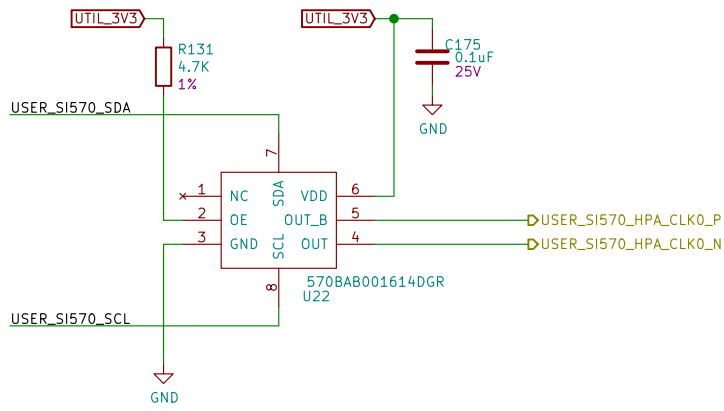 UTIL_3V3
UTIL_3V3
R131
4.7K
1%
C175
0.1uF
25V
USER_SI570_SDA
GND
7
1
NC
SDA
VDD
6
2
OE
OUT_B
5
USER_SI570_HPA_CLK0_P
3
GND
SCL
OUT
4
USER_SI570_HPA_CLK0_N
8
570BAB001614DGR
U22
USER_SI570_SCL
GND